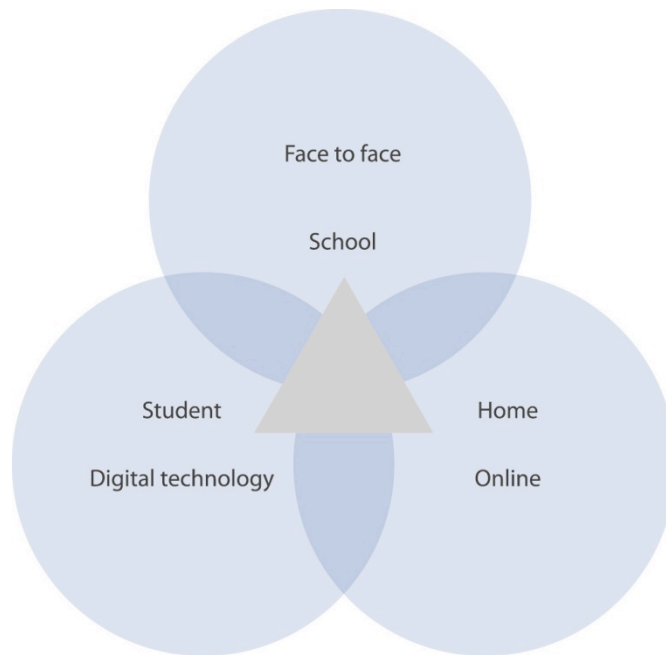 Face to face
School
Student
Home
Digital technology
Online